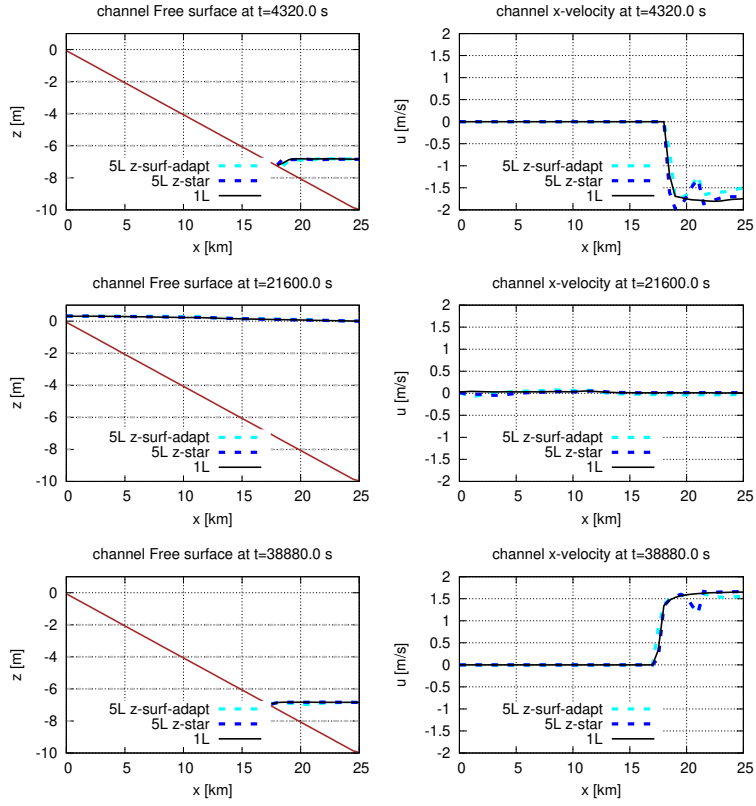 channel Free surface at t=4320.0 s
z [m]
0
-2
-4
-6
-8
-10
5L z-surf-adapt
5L z-star
1L
0 5 10 15 20 25
x [km]
channel x-velocity at t=4320.0 s
u [m/s]
2
1.5
1
0.5
0
-0.5
-1
-1.5
-2
5L z-surf-adapt
5L z-star
1L
0 5 10 15 20 25
x [km]
channel Free surface at t=21600.0 s
z [m]
0
-2
-4
-6
-8
-10
5L z-surf-adapt
5L z-star
1L
0 5 10 15 20 25
x [km]
channel x-velocity at t=21600.0 s
u [m/s]
2
1.5
1
0.5
0
-0.5
-1
-1.5
-2
5L z-surf-adapt
5L z-star
1L
0 5 10 15 20 25
x [km]
channel Free surface at t=38880.0 s
z [m]
0
-2
-4
-6
-8
-10
5L z-surf-adapt
5L z-star
1L
0 5 10 15 20 25
x [km]
channel x-velocity at t=38880.0 s
u [m/s]
2
1.5
1
0.5
0
-0.5
-1
-1.5
-2
5L z-surf-adapt
5L z-star
1L
0 5 10 15 20 25
x [km]